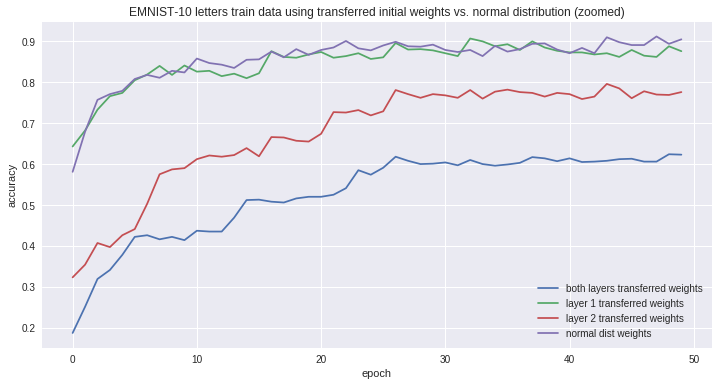 EMNIST-10 letters train data using transferred initial weights vs. normal distribution (zoomed)
accuracy
0.9
0.8
0.7
0.6
0.5
0.4
0.3
0.2
both layers transferred weights
layer 1 transferred weights
layer 2 transferred weights
normal dist weights
0 10 20 30 40 50
epoch